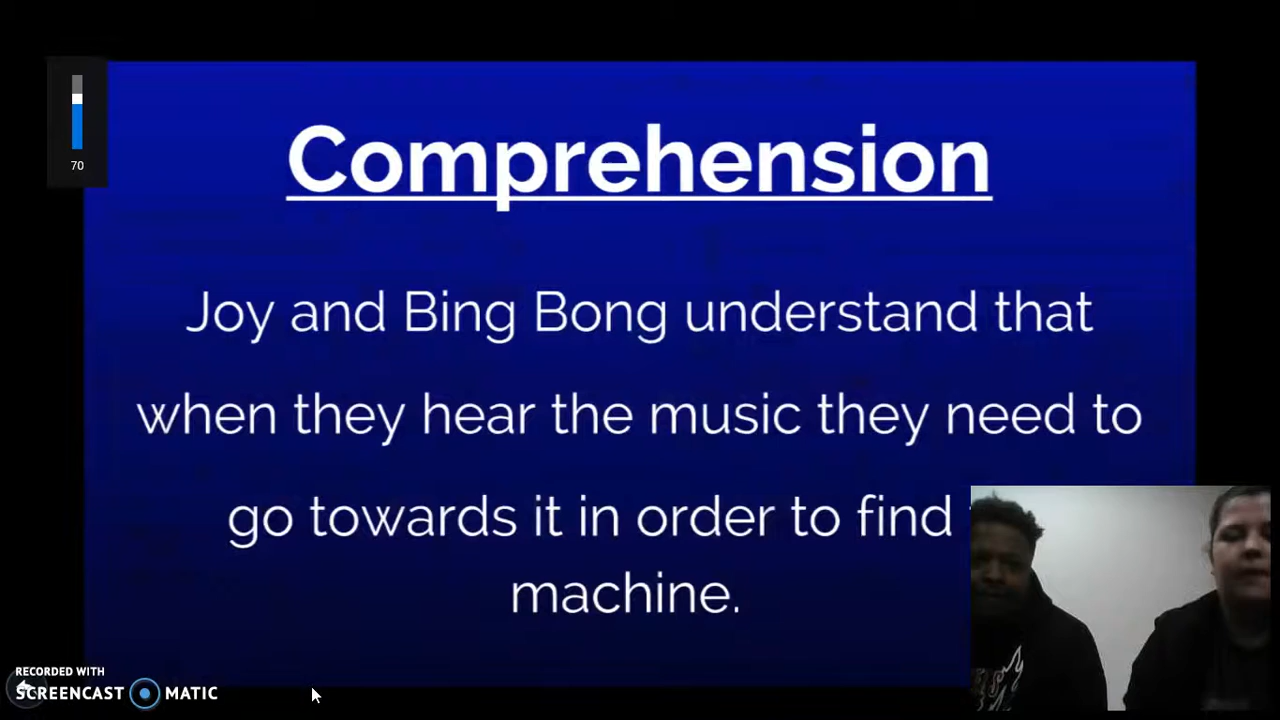 70
Comprehension
Joy and Bing Bong understand that
when they hear the music they need to
go towards it in order to find
machine.
RECORDED WITH
SCREENCAST MATIC